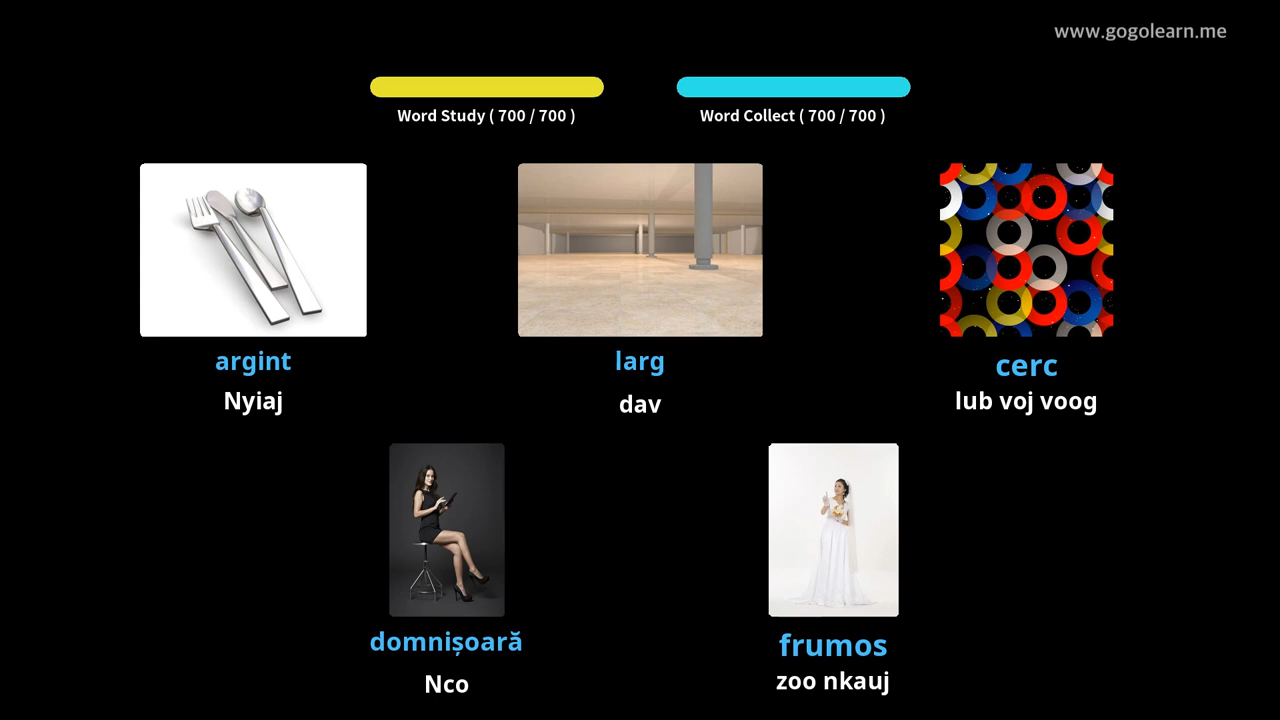 www.gogolearn.me
Word Study ( 700 / 700 )
Word Collect ( 700 / 700 )
argint
larg
cerc
Nyiaj
dav
lub voj voog
domnișoară
frumos
Nco
zoo nkauj